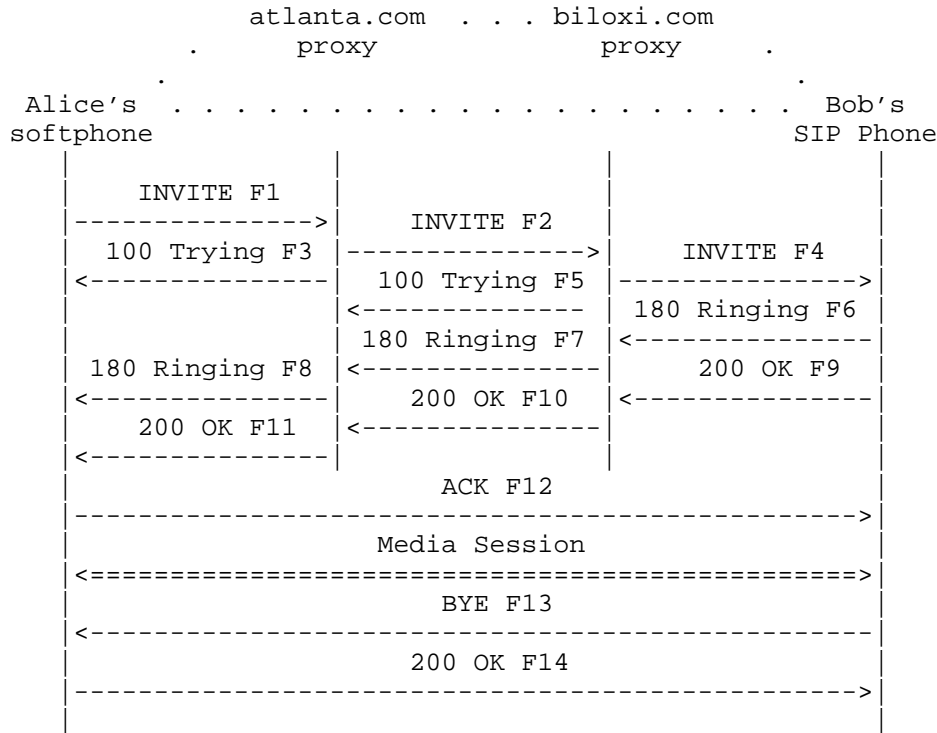 atlanta.com . . . biloxi.com
. proxy proxy .
. .
Alice’s . . . . . . . . . . . . . . . . . . . . Bob’s
softphone SIP Phone
| | | |
| INVITE F1 | | |
|--------------->| INVITE F2 | |
| 100 Trying F3 |--------------->| INVITE F4 |
|<---------------| 100 Trying F5 |--------------->|
| |<-------------- | 180 Ringing F6 |
| | 180 Ringing F7 |<---------------|
| 180 Ringing F8 |<---------------| 200 OK F9 |
|<---------------| 200 OK F10 |<---------------|
| 200 OK F11 |<---------------| |
|<---------------| | |
| ACK F12 |
|------------------------------------------------->|
| Media Session |
|<================================================>|
| BYE F13 |
|<-------------------------------------------------|
| 200 OK F14 |
|------------------------------------------------->|
| |